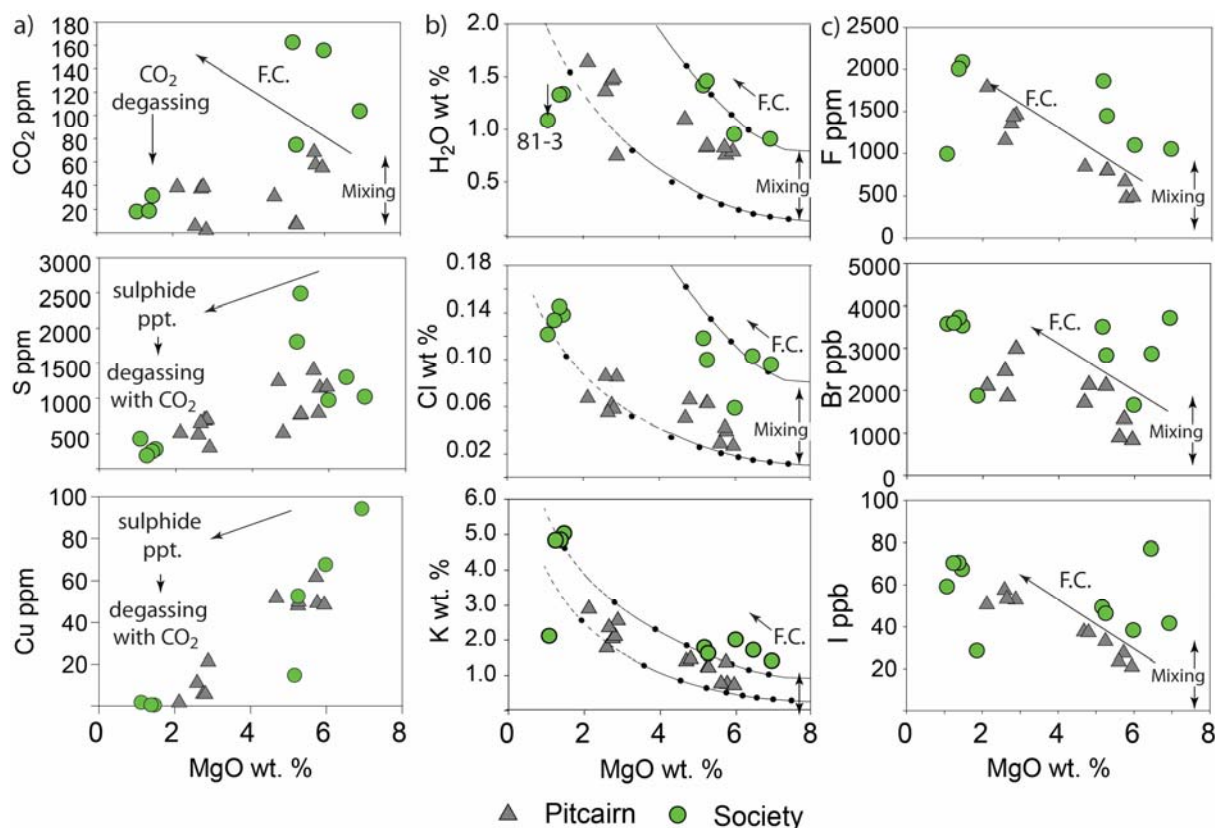 a)
CO₂ ppm
180
160
140
120
100
80
60
40
20
CO₂
degassing
F.C.
Mixing
S ppm
3000
2500
2000
1500
1000
500
sulphide
ppt.
degassing
with CO₂
Cu ppm
100
80
60
40
20
sulphide
ppt.
degassing
with CO₂
0 2 4 6 8
MgO wt. %
b)
H₂O wt %
2.0
1.5
1.0
0.5
81-3
F.C.
Mixing
Cl wt %
0.18
0.14
0.10
0.06
0.02
F.C.
Mixing
K wt. %
6.0
5.0
4.0
3.0
2.0
1.0
F.C.
0 2 4 6 8
MgO wt. %
c)
F ppm
2500
2000
1500
1000
500
0
F.C.
Mixing
Br ppb
5000
4000
3000
2000
1000
0
F.C.
Mixing
I ppb
100
80
60
40
20
F.C.
Mixing
0 2 4 6 8
MgO wt. %
Pitcairn Society